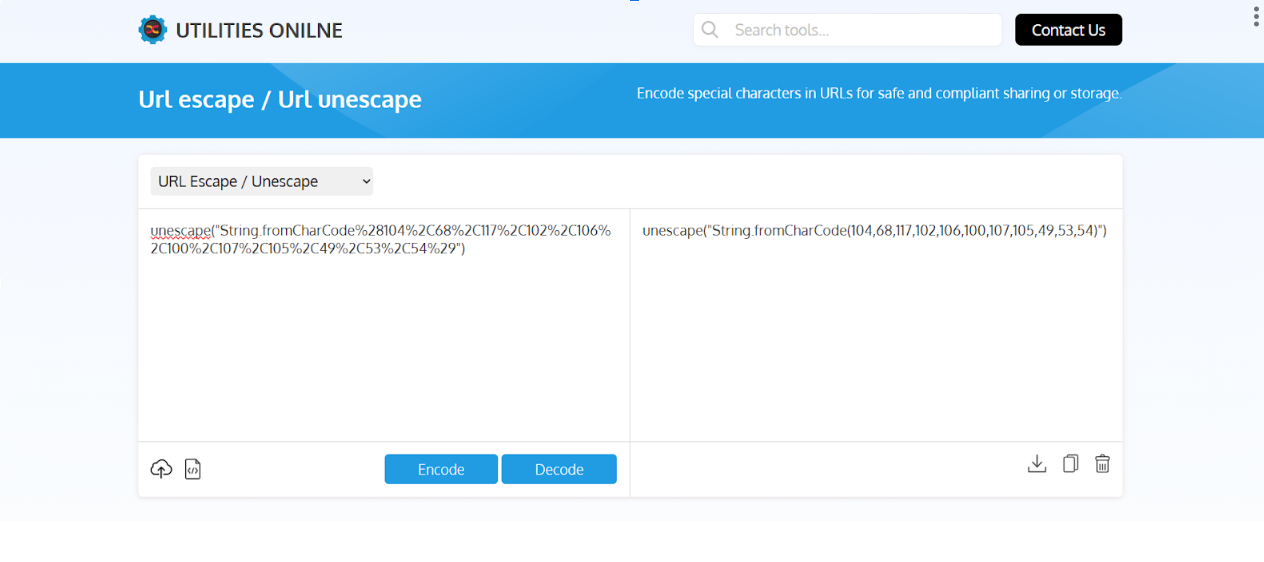 UTILITIES ONILNE
Search tools...
Contact Us
Url escape / Url unescape
Encode special characters in URLs for safe and compliant sharing or storage.
URL Escape / Unescape
unescape("String.fromCharCode%28104%2C68%2C117%2C102%2C106%
2C100%2C107%2C105%2C49%2C53%2C54%29")
unescape("String.fromCharCode(104,68,117,102,106,100,107,105,49,53,54)")
Encode
Decode